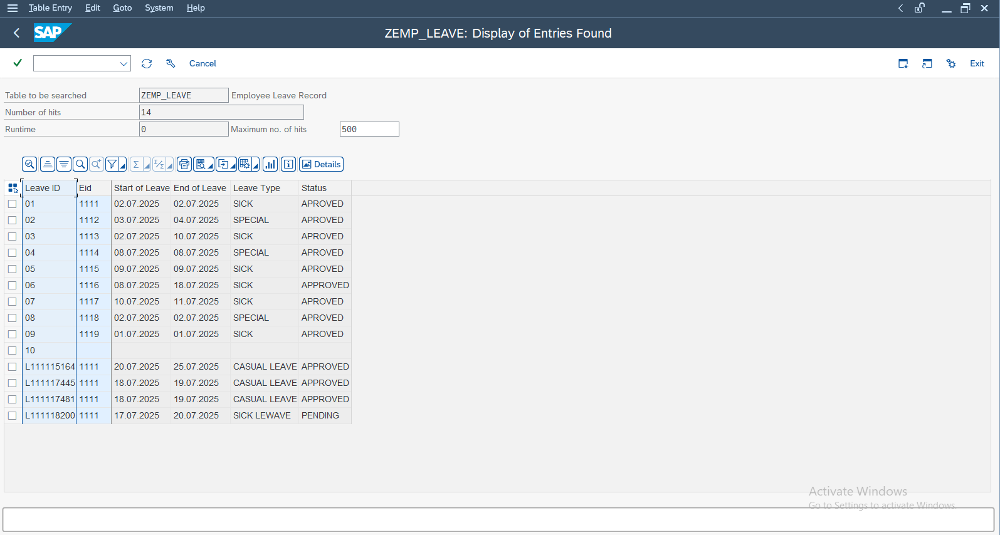 Table Entry Edit Goto System Help
SAP ZEMP_LEAVE: Display of Entries Found
Cancel Exit
Table to be searched ZEMP_LEAVE Employee Leave Record
Number of hits 14
Runtime 0 Maximum no. of hits 500
Details
Leave ID Eid Start of Leave End of Leave Leave Type Status
01 1111 02.07.2025 02.07.2025 SICK APROVED
02 1112 03.07.2025 04.07.2025 SPECIAL APROVED
03 1113 02.07.2025 10.07.2025 SICK APROVED
04 1114 08.07.2025 08.07.2025 SPECIAL APROVED
05 1115 09.07.2025 09.07.2025 SICK APROVED
06 1116 08.07.2025 18.07.2025 SICK APPROVED
07 1117 10.07.2025 11.07.2025 SICK APROVED
08 1118 02.07.2025 02.07.2025 SPECIAL APROVED
09 1119 01.07.2025 01.07.2025 SICK APROVED
10
L111115164 1111 20.07.2025 25.07.2025 CASUAL LEAVE APPROVED
L111117445 1111 18.07.2025 19.07.2025 CASUAL LEAVE APPROVED
L111117481 1111 18.07.2025 19.07.2025 CASUAL LEAVE APPROVED
L111118200 1111 17.07.2025 20.07.2025 SICK LEWAVE PENDING
Activate Windows
Go to Settings to activate Windows.